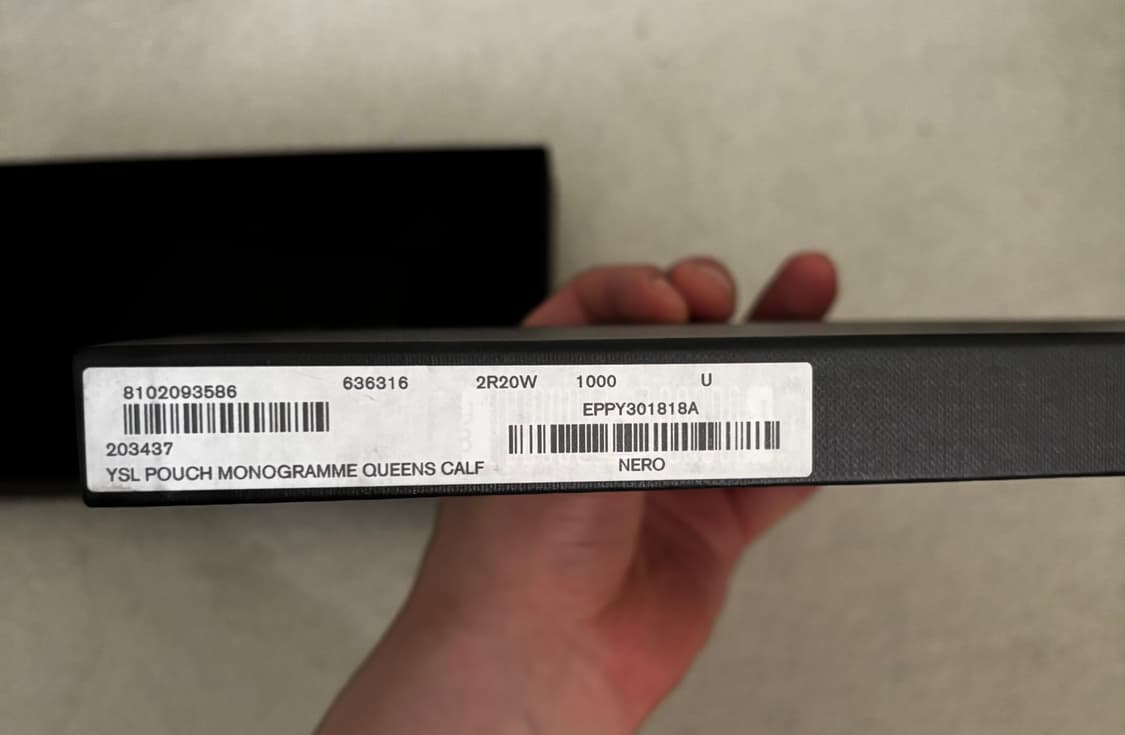 8102093586 636316 2R20W 1000 U
EPPY301818A
203437
YSL POUCH MONOGRAMME QUEENS CALF
NERO